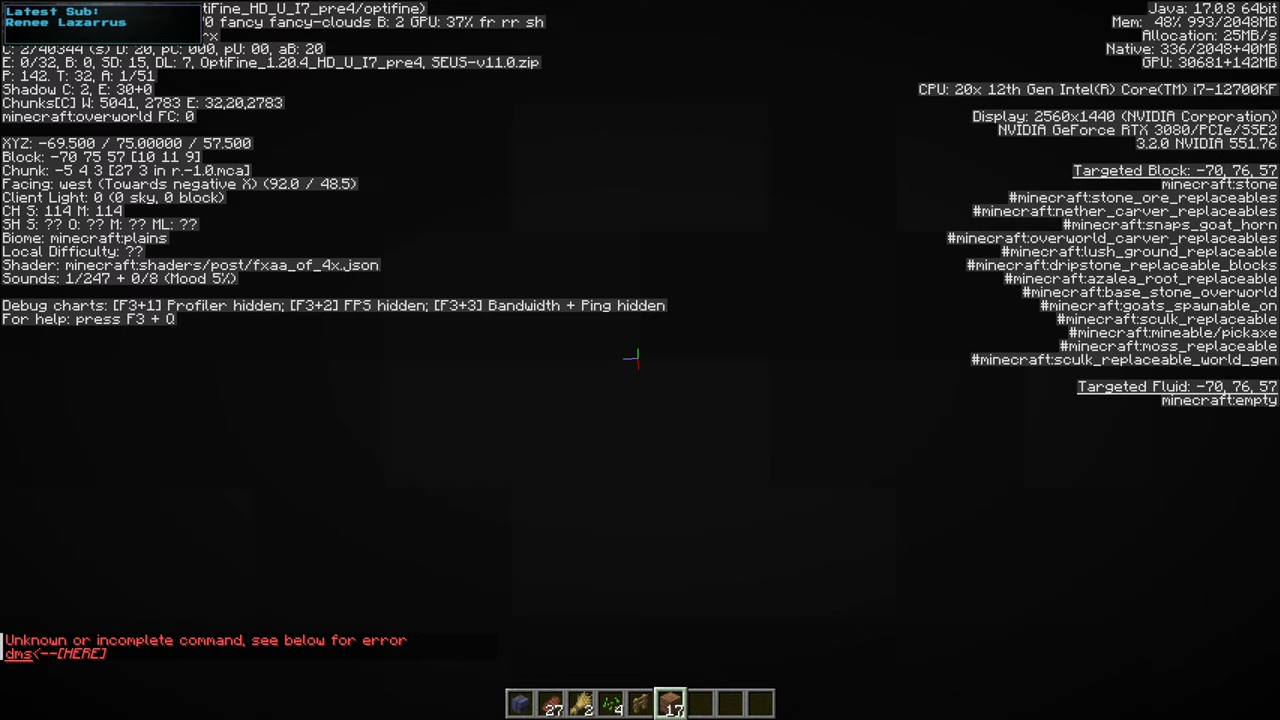 Latest Sub:
Renee Lazarrus
tiFine_HD_U_I7_pre4/optifine)
0 fancy fancy-clouds B: 2 GPU: 37% fr rr sh
^x
C: 2/40344 (s) D: 20, pC: 000, pU: 00, aB: 20
E: 0/32, B: 0, SD: 15, DL: 7, OptiFine_1.20.4_HD_U_I7_pre4, SEUS-v11.0.zip
P: 142. T: 32, A: 1/51
Shadow C: 2, E: 30+0
Chunks[C] W: 5041, 2783 E: 32,20,2783
minecraft:overworld FC: 0
XYZ: -69.500 / 75.00000 / 57.500
Block: -70 75 57 [10 11 9]
Chunk: -5 4 3 [27 3 in r.-1.0.mca]
Facing: west (Towards negative X) (92.0 / 48.5)
Client Light: 0 (0 sky, 0 block)
CH S: 114 M: 114
SH S: ?? O: ?? M: ?? ML: ??
Biome: minecraft:plains
Local Difficulty: ??
Shader: minecraft:shaders/post/fxaa_of_4x.json
Sounds: 1/247 + 0/8 (Mood 5%)
Debug charts: [F3+1] Profiler hidden; [F3+2] FPS hidden; [F3+3] Bandwidth + Ping hidden
For help: press F3 + Q
Java: 17.0.8 64bit
Mem: 48% 993/2048MB
Allocation: 25MB/s
Native: 336/2048+40MB
GPU: 30681+142MB
CPU: 20x 12th Gen Intel(R) Core(TM) i7-12700KF
Display: 2560x1440 (NVIDIA Corporation)
NVIDIA GeForce RTX 3080/PCIe/SSE2
3.2.0 NVIDIA 551.76
Targeted Block: -70, 76, 57
minecraft:stone
#minecraft:stone_ore_replaceables
#minecraft:nether_carver_replaceables
#minecraft:snaps_goat_horn
#minecraft:overworld_carver_replaceables
#minecraft:lush_ground_replaceable
#minecraft:dripstone_replaceable_blocks
#minecraft:azalea_root_replaceable
#minecraft:base_stone_overworld
#minecraft:goats_spawnable_on
#minecraft:sculk_replaceable
#minecraft:mineable/pickaxe
#minecraft:moss_replaceable
#minecraft:sculk_replaceable_world_gen
Targeted Fluid: -70, 76, 57
minecraft:empty
Unknown or incomplete command, see below for error
dms<--[HERE]
27 2 4 17